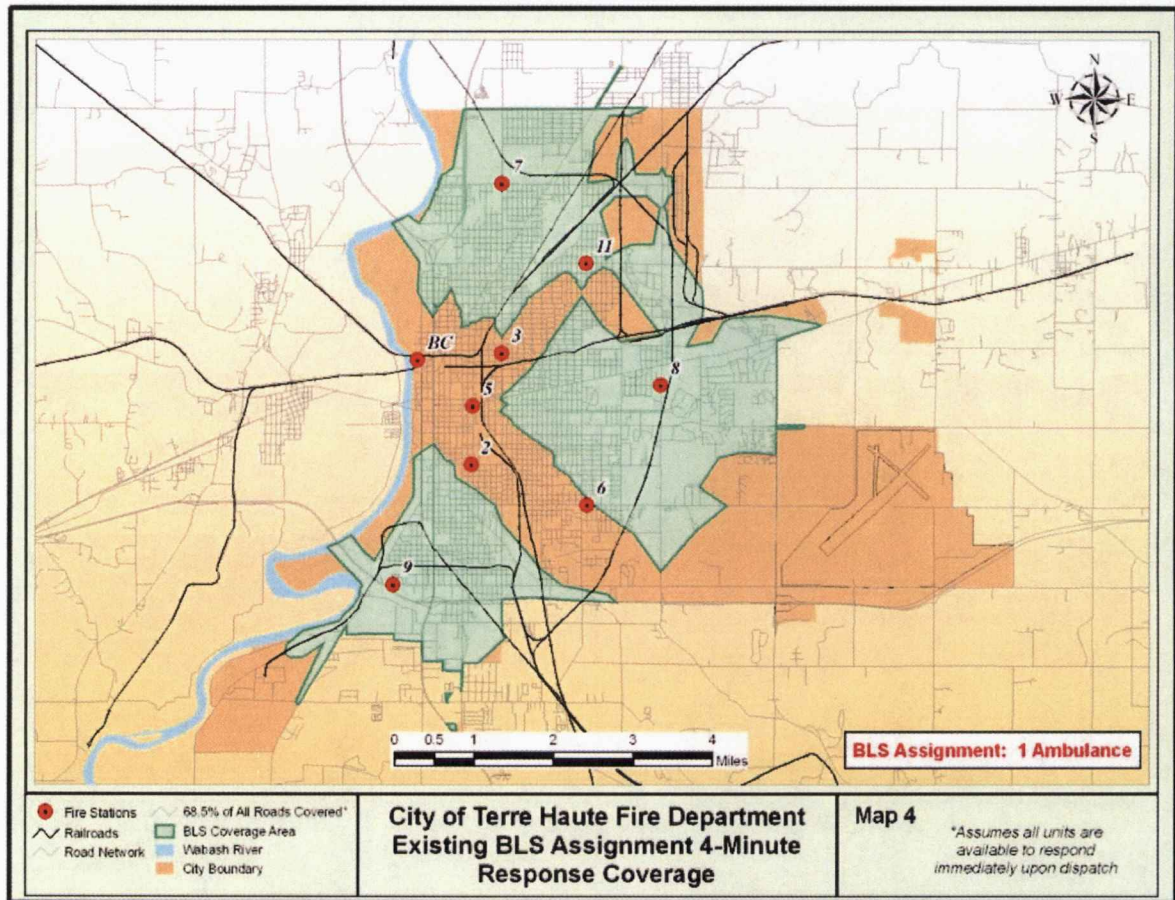 N
W E
S
7
11
BC
3
8
5
2
6
9
0 0.5 1 2 3 4
Miles
BLS Assignment: 1 Ambulance
Fire Stations
Railroads
Road Network
68.5% of All Roads Covered*
BLS Coverage Area
Wabash River
City Boundary
City of Terre Haute Fire Department
Existing BLS Assignment 4-Minute
Response Coverage
Map 4
*Assumes all units are
available to respond
immediately upon dispatch